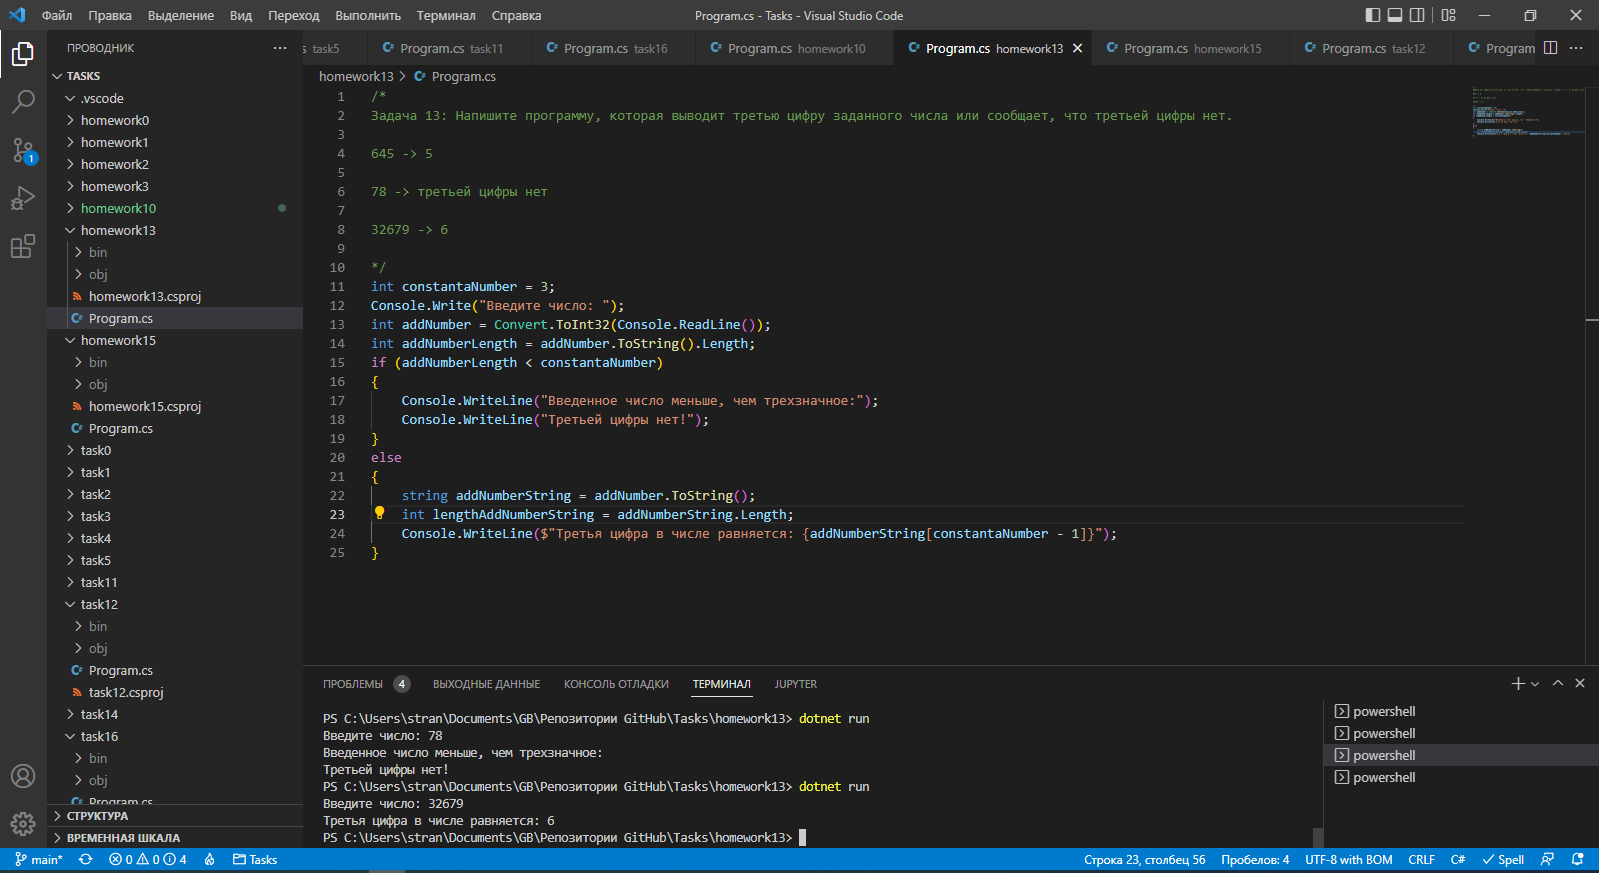 Файл Правка Выделение Вид Переход Выполнить Терминал Справка
Program.cs - Tasks - Visual Studio Code
ПРОВОДНИК
TASKS
.vscode
homework0
homework1
homework2
homework3
homework10
homework13
bin
obj
homework13.csproj
Program.cs
homework15
bin
obj
homework15.csproj
Program.cs
task0
task1
task2
task3
task4
task5
task11
task12
bin
obj
Program.cs
task12.csproj
task14
task16
bin
obj
Program.cs
СТРУКТУРА
ВРЕМЕННАЯ ШКАЛА
1
s task5 Program.cs task11 Program.cs task16 Program.cs homework10 Program.cs homework13 Program.cs homework15 Program.cs task12 Program
homework13 > Program.cs
1 /*
2 Задача 13: Напишите программу, которая выводит третью цифру заданного числа или сообщает, что третьей цифры нет.
3
4 645 -> 5
5
6 78 -> третьей цифры нет
7
8 32679 -> 6
9
10 */
11 int constantaNumber = 3;
12 Console.Write("Введите число: ");
13 int addNumber = Convert.ToInt32(Console.ReadLine());
14 int addNumberLength = addNumber.ToString().Length;
15 if (addNumberLength < constantaNumber)
16 {
17 Console.WriteLine("Введенное число меньше, чем трехзначное:");
18 Console.WriteLine("Третьей цифры нет!");
19 }
20 else
21 {
22 string addNumberString = addNumber.ToString();
23 int lengthAddNumberString = addNumberString.Length;
24 Console.WriteLine($"Третья цифра в числе равняется: {addNumberString[constantaNumber - 1]}");
25 }
ПРОБЛЕМЫ 4 ВЫХОДНЫЕ ДАННЫЕ КОНСОЛЬ ОТЛАДКИ ТЕРМИНАЛ JUPYTER
PS C:\Users\stran\Documents\GB\Репозитории GitHub\Tasks\homework13> dotnet run
Введите число: 78
Введенное число меньше, чем трехзначное:
Третьей цифры нет!
PS C:\Users\stran\Documents\GB\Репозитории GitHub\Tasks\homework13> dotnet run
Введите число: 32679
Третья цифра в числе равняется: 6
PS C:\Users\stran\Documents\GB\Репозитории GitHub\Tasks\homework13>
powershell
powershell
powershell
powershell
main* 0 0 4 Tasks
Строка 23, столбец 56 Пробелов: 4 UTF-8 with BOM CRLF C# Spell